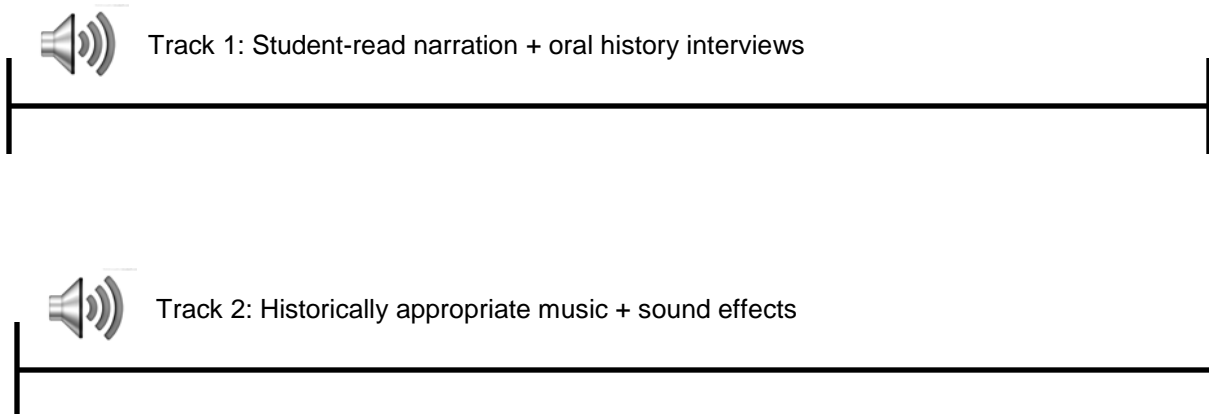 Track 1: Student-read narration + oral history interviews
Track 2: Historically appropriate music + sound effects